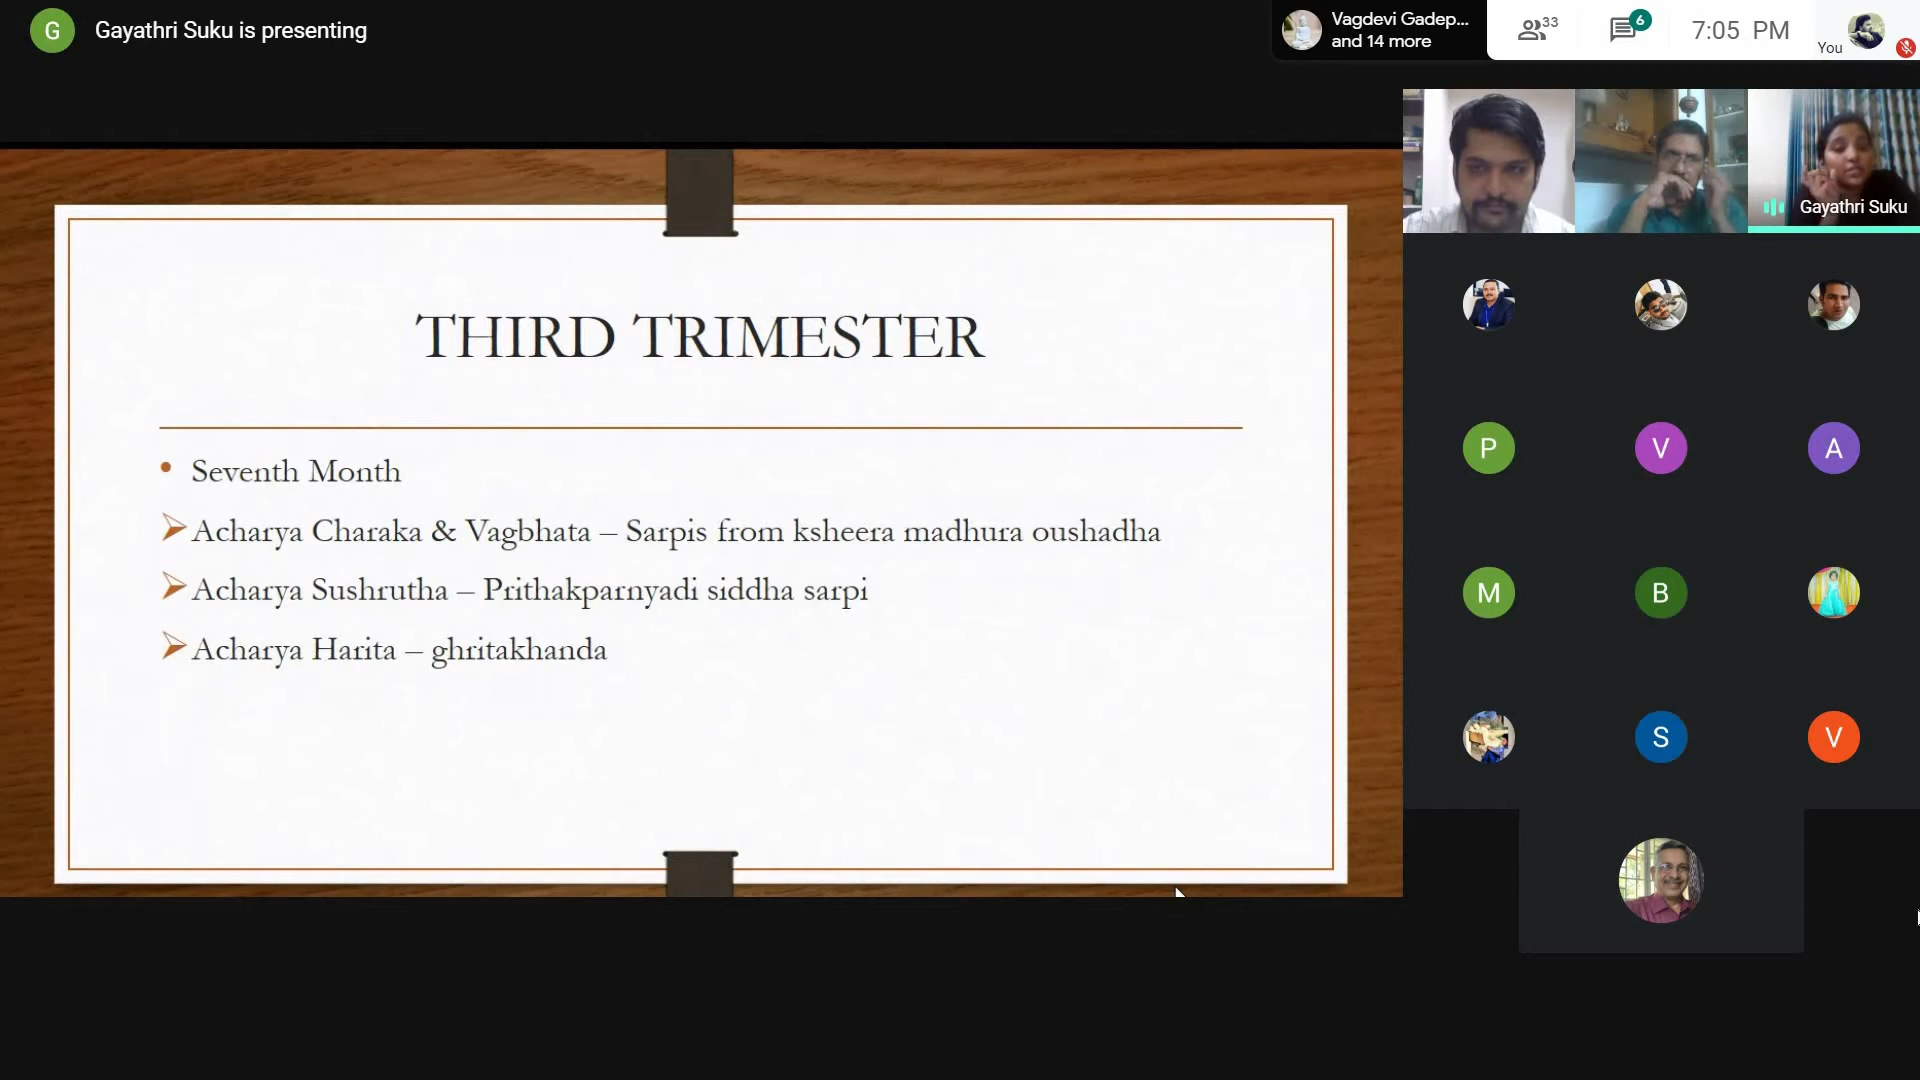 G
Gayathri Suku is presenting
Vagdevi Gadep...
and 14 more
33
6
7:05 PM
You
Gayathri Suku
THIRD TRIMESTER
• Seventh Month
➢Acharya Charaka & Vagbhata – Sarpis from ksheera madhura oushadha
➢Acharya Sushrutha – Prithakparnyadi siddha sarpi
➢Acharya Harita – ghritakhanda
P
V
A
M
B
S
V